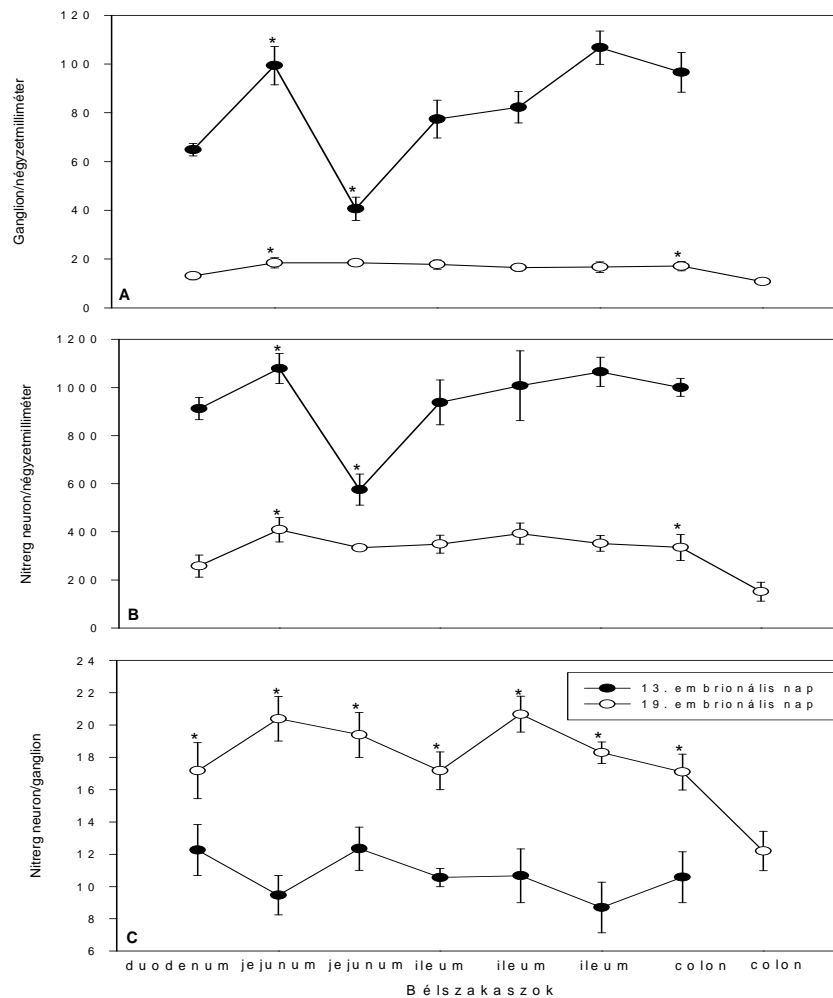 120
100
80
60
40
20
0
Ganglion/négyzetmilliméter
* * * *
A
1200
1000
800
600
400
200
0
Nitrerg neuron/négyzetmilliméter
* * * *
B
24
22
20
18
16
14
12
10
8
6
Nitrerg neuron/ganglion
* * * * * * *
13. embrionális nap
19. embrionális nap
C
duodenum jejunum jejunum ileum ileum ileum colon colon
Bélszakaszok